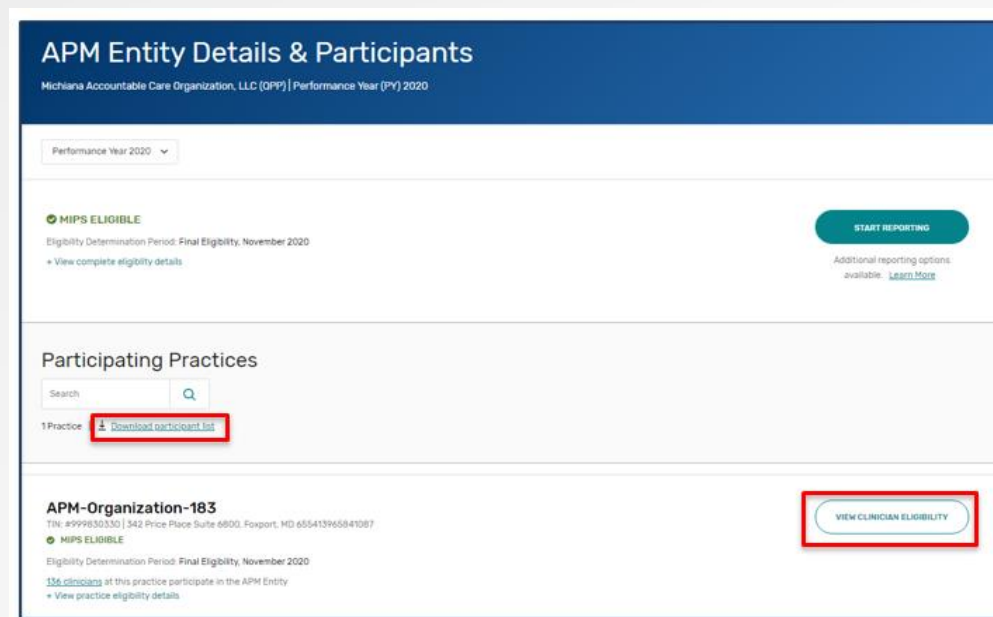 APM Entity Details & Participants
Michiana Accountable Care Organization, LLC (QPP) | Performance Year (PY) 2020
Performance Year 2020
MIPS ELIGIBLE
Eligibility Determination Period: Final Eligibility, November 2020
+ View complete eligiblity details
START REPORTING
Additional reporting options
available. Learn More
Participating Practices
Search
1 Practice | Download participant list
APM-Organization-183
TIN: #999830330 | 342 Price Place Suite 6800, Foxport, MD 655413965841087
MIPS ELIGIBLE
Eligibility Determination Period: Final Eligibility, November 2020
136 clinicians at this practice participate in the APM Entity
+ View practice eligibility details
VIEW CLINICIAN ELIGIBILITY